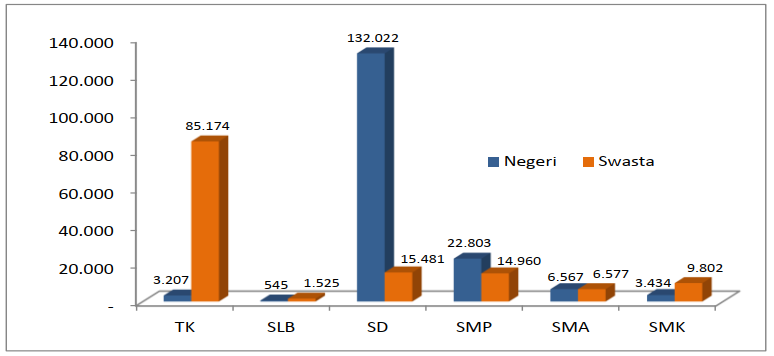 140.000
120.000
100.000
80.000
60.000
40.000
20.000
-
132.022
85.174
3.207
545
1.525
15.481
22.803
14.960
6.567
6.577
3.434
9.802
Negeri
Swasta
TK
SLB
SD
SMP
SMA
SMK